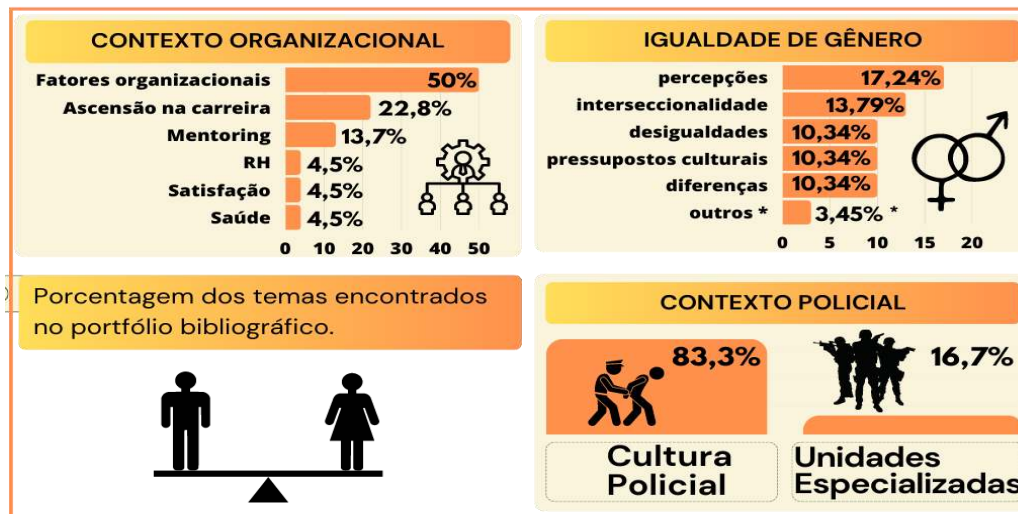 CONTEXTO ORGANIZACIONAL
Fatores organizacionais 50%
Ascensão na carreira 22,8%
Mentoring 13,7%
RH 4,5%
Satisfação 4,5%
Saúde 4,5%
0 10 20 30 40 50
IGUALDADE DE GÊNERO
percepções 17,24%
interseccionalidade 13,79%
desigualdades 10,34%
pressupostos culturais 10,34%
diferenças 10,34%
outros * 3,45% *
0 5 10 15 20
Porcentagem dos temas encontrados
no portfólio bibliográfico.
CONTEXTO POLICIAL
83,3%
16,7%
Cultura
Policial
Unidades
Especializadas